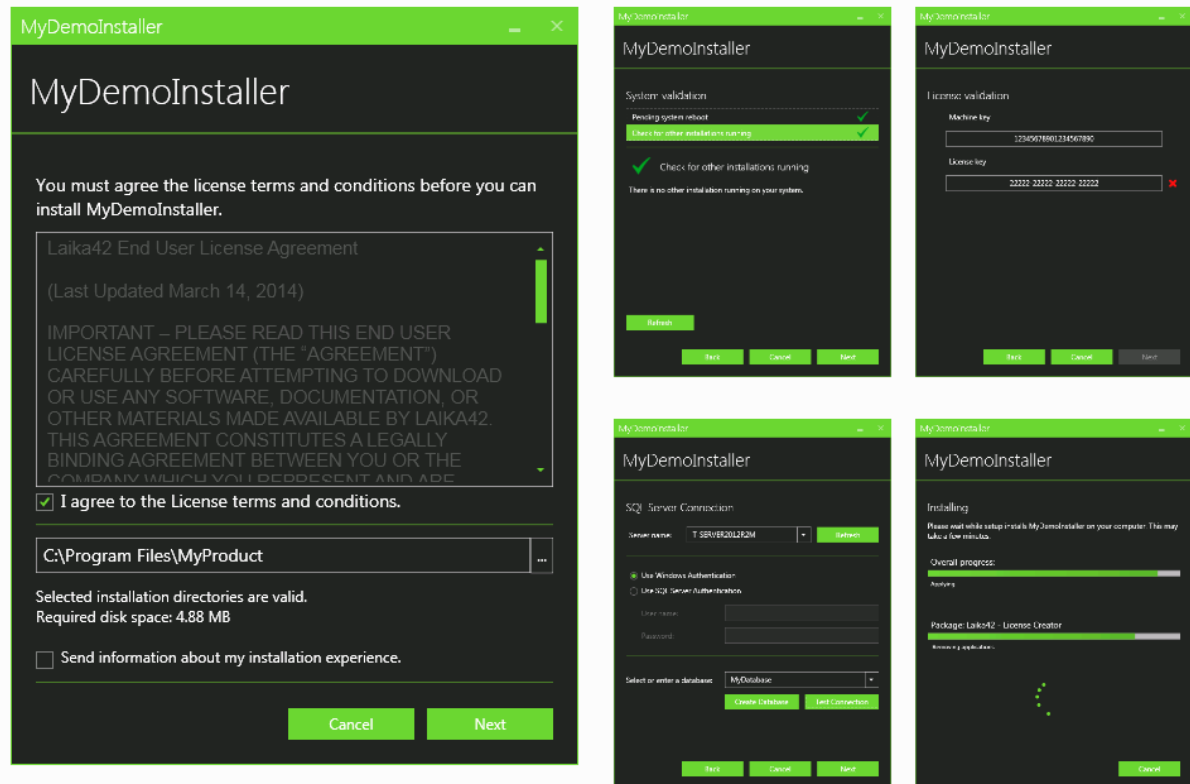 MyDemoInstaller
MyDemoInstaller
You must agree the license terms and conditions before you can
install MyDemoInstaller.
Laika42 End User License Agreement
(Last Updated March 14, 2014)
IMPORTANT – PLEASE READ THIS END USER
LICENSE AGREEMENT (THE “AGREEMENT”)
CAREFULLY BEFORE ATTEMPTING TO DOWNLOAD
OR USE ANY SOFTWARE, DOCUMENTATION, OR
OTHER MATERIALS MADE AVAILABLE BY LAIKA42.
THIS AGREEMENT CONSTITUTES A LEGALLY
BINDING AGREEMENT BETWEEN YOU OR THE
COMPANY WHICH YOU REPRESENT AND ARE
I agree to the License terms and conditions.
C:\Program Files\MyProduct
...
Selected installation directories are valid.
Required disk space: 4.88 MB
Send information about my installation experience.
Cancel
Next
MyDemoInstaller
MyDemoInstaller
System validation
Pending system reboot
Check for other installations running
Check for other installations running
There is no other installation running on your system.
Refresh
Back
Cancel
Next
MyDemoInstaller
MyDemoInstaller
License validation
Machine key
12345678901234567890
License key
22222-22222-22222-22222
Back
Cancel
Next
MyDemoInstaller
MyDemoInstaller
SQL Server Connection
Server name:
T-SERVER2012R2M
Refresh
Use Windows Authentication
Use SQL Server Authentication
User name:
Password:
Select or enter a database:
MyDatabase
Create Database
Test Connection
Back
Cancel
Next
MyDemoInstaller
MyDemoInstaller
Installing
Please wait while setup installs MyDemoInstaller on your computer. This may
take a few minutes.
Overall progress:
Applying
Package: Laika42 - License Creator
Removing applications
Cancel